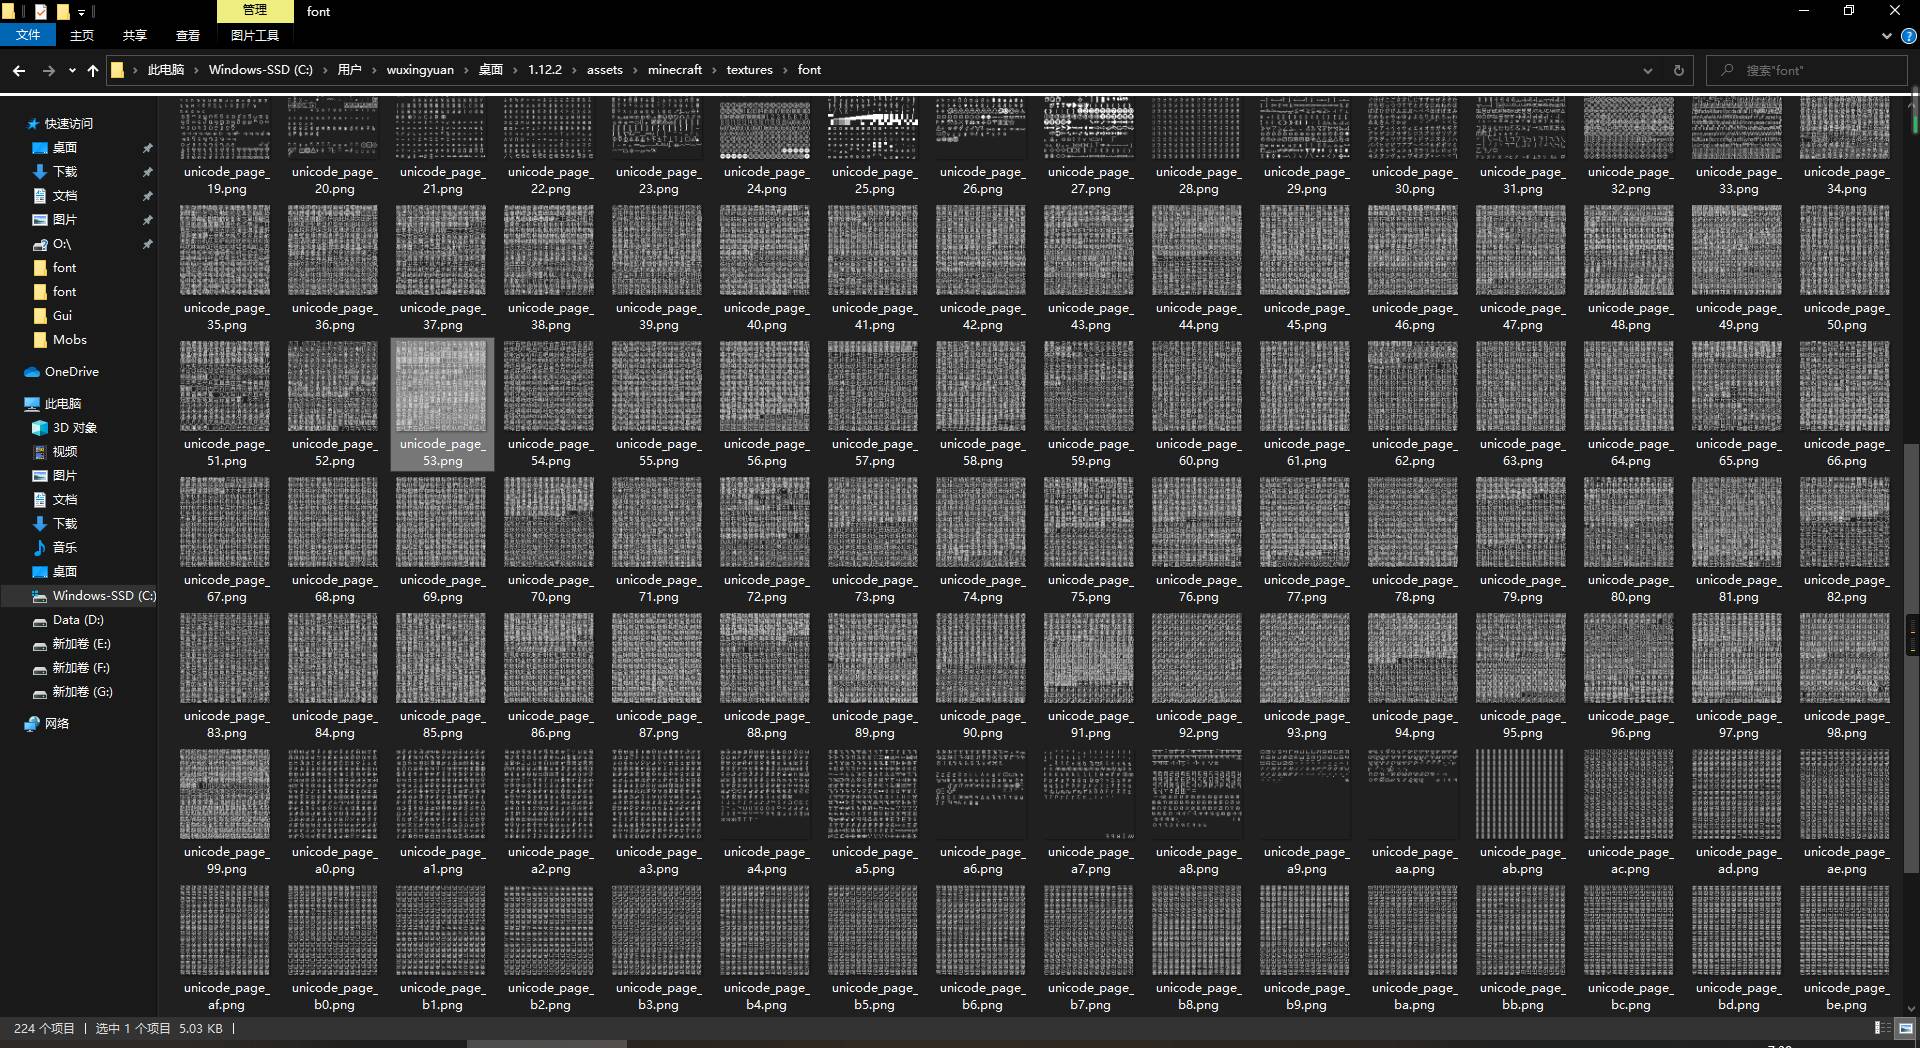 管理
font
文件
主页
共享
查看
图片工具
此电脑 › Windows-SSD (C:) › 用户 › wuxingyuan › 桌面 › 1.12.2 › assets › minecraft › textures › font
搜索"font"
快速访问
桌面
下载
文档
图片
O:\
font
font
Gui
Mobs
OneDrive
此电脑
3D 对象
视频
图片
文档
下载
音乐
桌面
Windows-SSD (C:)
Data (D:)
新加卷 (E:)
新加卷 (F:)
新加卷 (G:)
网络
unicode_page_19.png
unicode_page_20.png
unicode_page_21.png
unicode_page_22.png
unicode_page_23.png
unicode_page_24.png
unicode_page_25.png
unicode_page_26.png
unicode_page_27.png
unicode_page_28.png
unicode_page_29.png
unicode_page_30.png
unicode_page_31.png
unicode_page_32.png
unicode_page_33.png
unicode_page_34.png
unicode_page_35.png
unicode_page_36.png
unicode_page_37.png
unicode_page_38.png
unicode_page_39.png
unicode_page_40.png
unicode_page_41.png
unicode_page_42.png
unicode_page_43.png
unicode_page_44.png
unicode_page_45.png
unicode_page_46.png
unicode_page_47.png
unicode_page_48.png
unicode_page_49.png
unicode_page_50.png
unicode_page_51.png
unicode_page_52.png
unicode_page_53.png
unicode_page_54.png
unicode_page_55.png
unicode_page_56.png
unicode_page_57.png
unicode_page_58.png
unicode_page_59.png
unicode_page_60.png
unicode_page_61.png
unicode_page_62.png
unicode_page_63.png
unicode_page_64.png
unicode_page_65.png
unicode_page_66.png
unicode_page_67.png
unicode_page_68.png
unicode_page_69.png
unicode_page_70.png
unicode_page_71.png
unicode_page_72.png
unicode_page_73.png
unicode_page_74.png
unicode_page_75.png
unicode_page_76.png
unicode_page_77.png
unicode_page_78.png
unicode_page_79.png
unicode_page_80.png
unicode_page_81.png
unicode_page_82.png
unicode_page_83.png
unicode_page_84.png
unicode_page_85.png
unicode_page_86.png
unicode_page_87.png
unicode_page_88.png
unicode_page_89.png
unicode_page_90.png
unicode_page_91.png
unicode_page_92.png
unicode_page_93.png
unicode_page_94.png
unicode_page_95.png
unicode_page_96.png
unicode_page_97.png
unicode_page_98.png
unicode_page_99.png
unicode_page_a0.png
unicode_page_a1.png
unicode_page_a2.png
unicode_page_a3.png
unicode_page_a4.png
unicode_page_a5.png
unicode_page_a6.png
unicode_page_a7.png
unicode_page_a8.png
unicode_page_a9.png
unicode_page_aa.png
unicode_page_ab.png
unicode_page_ac.png
unicode_page_ad.png
unicode_page_ae.png
unicode_page_af.png
unicode_page_b0.png
unicode_page_b1.png
unicode_page_b2.png
unicode_page_b3.png
unicode_page_b4.png
unicode_page_b5.png
unicode_page_b6.png
unicode_page_b7.png
unicode_page_b8.png
unicode_page_b9.png
unicode_page_ba.png
unicode_page_bb.png
unicode_page_bc.png
unicode_page_bd.png
unicode_page_be.png
224 个项目 | 选中 1 个项目 5.03 KB |